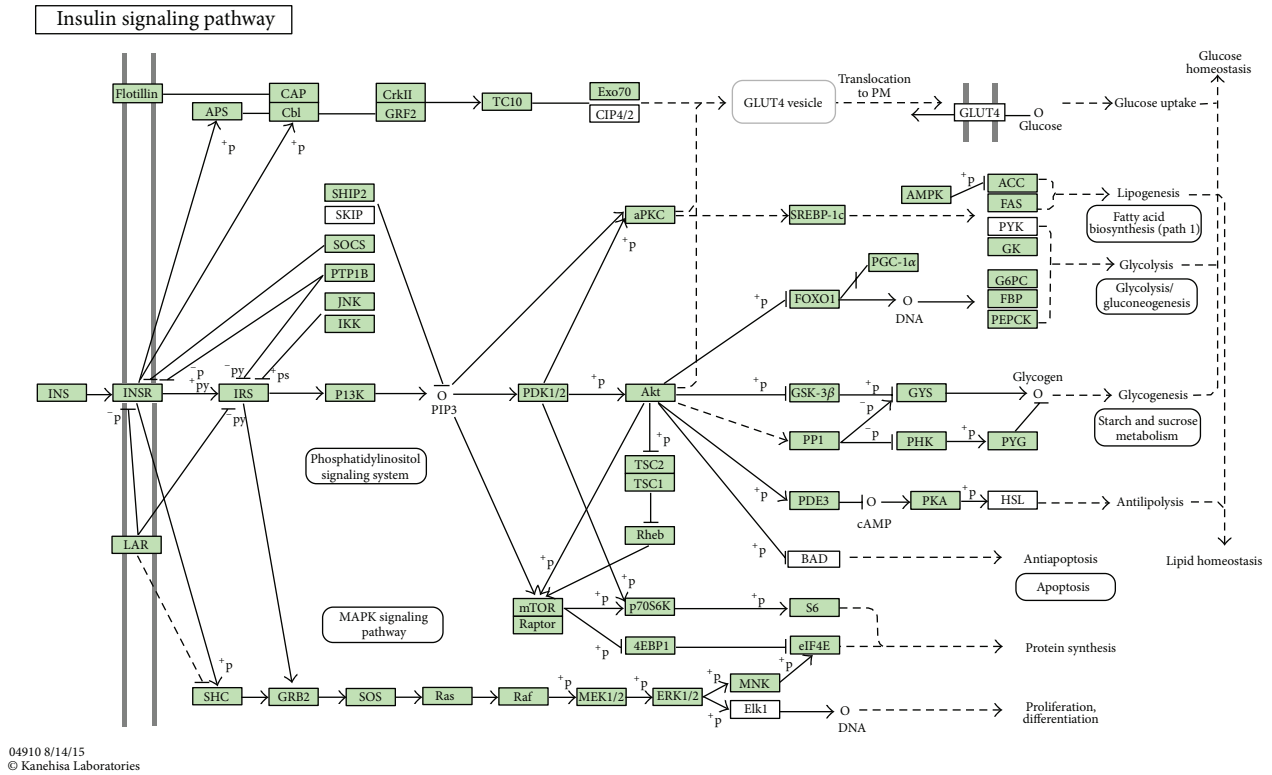 Insulin signaling pathway
Glucose
homeostasis
Flotillin
CAP
CrkII
Exo70
Translocation
to PM
TC10
GLUT4 vesicle
Glucose uptake
APS
Cbl
GRF2
CIP4/2
GLUT4
Glucose
+p
+p
SHIP2
SKIP
+p
ACC
AMPK
Lipogenesis
FAS
aPKC
SREBP-1c
Fatty acid
biosynthesis (path 1)
PYK
SOCS
+p
GK
PGC-1α
Glycolysis
PTP1B
G6PC
Glycolysis/
gluconeogenesis
JNK
+p
FOXO1
FBP
DNA
PEPCK
IKK
-p
-py
+ps
+py
INS
INSR
IRS
P13K
PIP3
PDK1/2
+p
Akt
+p
GSK-3β
+p
-p
GYS
Glycogen
Glycogenesis
-p
-py
Starch and sucrose
metabolism
PP1
-p
PHK
+p
PYG
+p
Phosphatidylinositol
signaling system
TSC2
TSC1
+p
PDE3
cAMP
PKA
+p
HSL
Antilipolysis
Rheb
LAR
+p
+p
BAD
Antiapoptosis
Lipid homeostasis
Apoptosis
+p
mTOR
+p
p70S6K
+p
S6
Raptor
MAPK signaling
pathway
+p
4EBP1
eIF4E
Protein synthesis
+p
+p
SHC
GRB2
SOS
Ras
Raf
+p
MEK1/2
+p
ERK1/2
+p
MNK
+p
Elk1
DNA
Proliferation,
differentiation
04910 8/14/15
© Kanehisa Laboratories